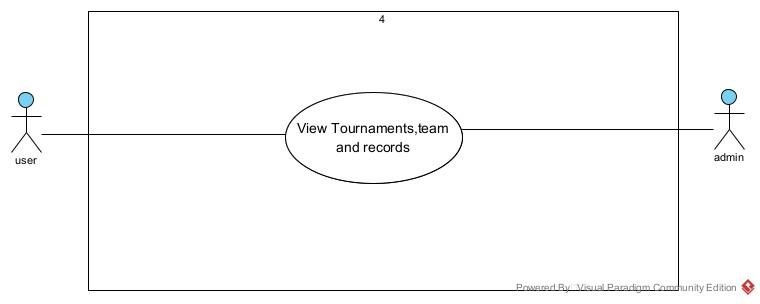 4
View Tournaments,team
and records
user
admin
Powered By: Visual Paradigm Community Edition